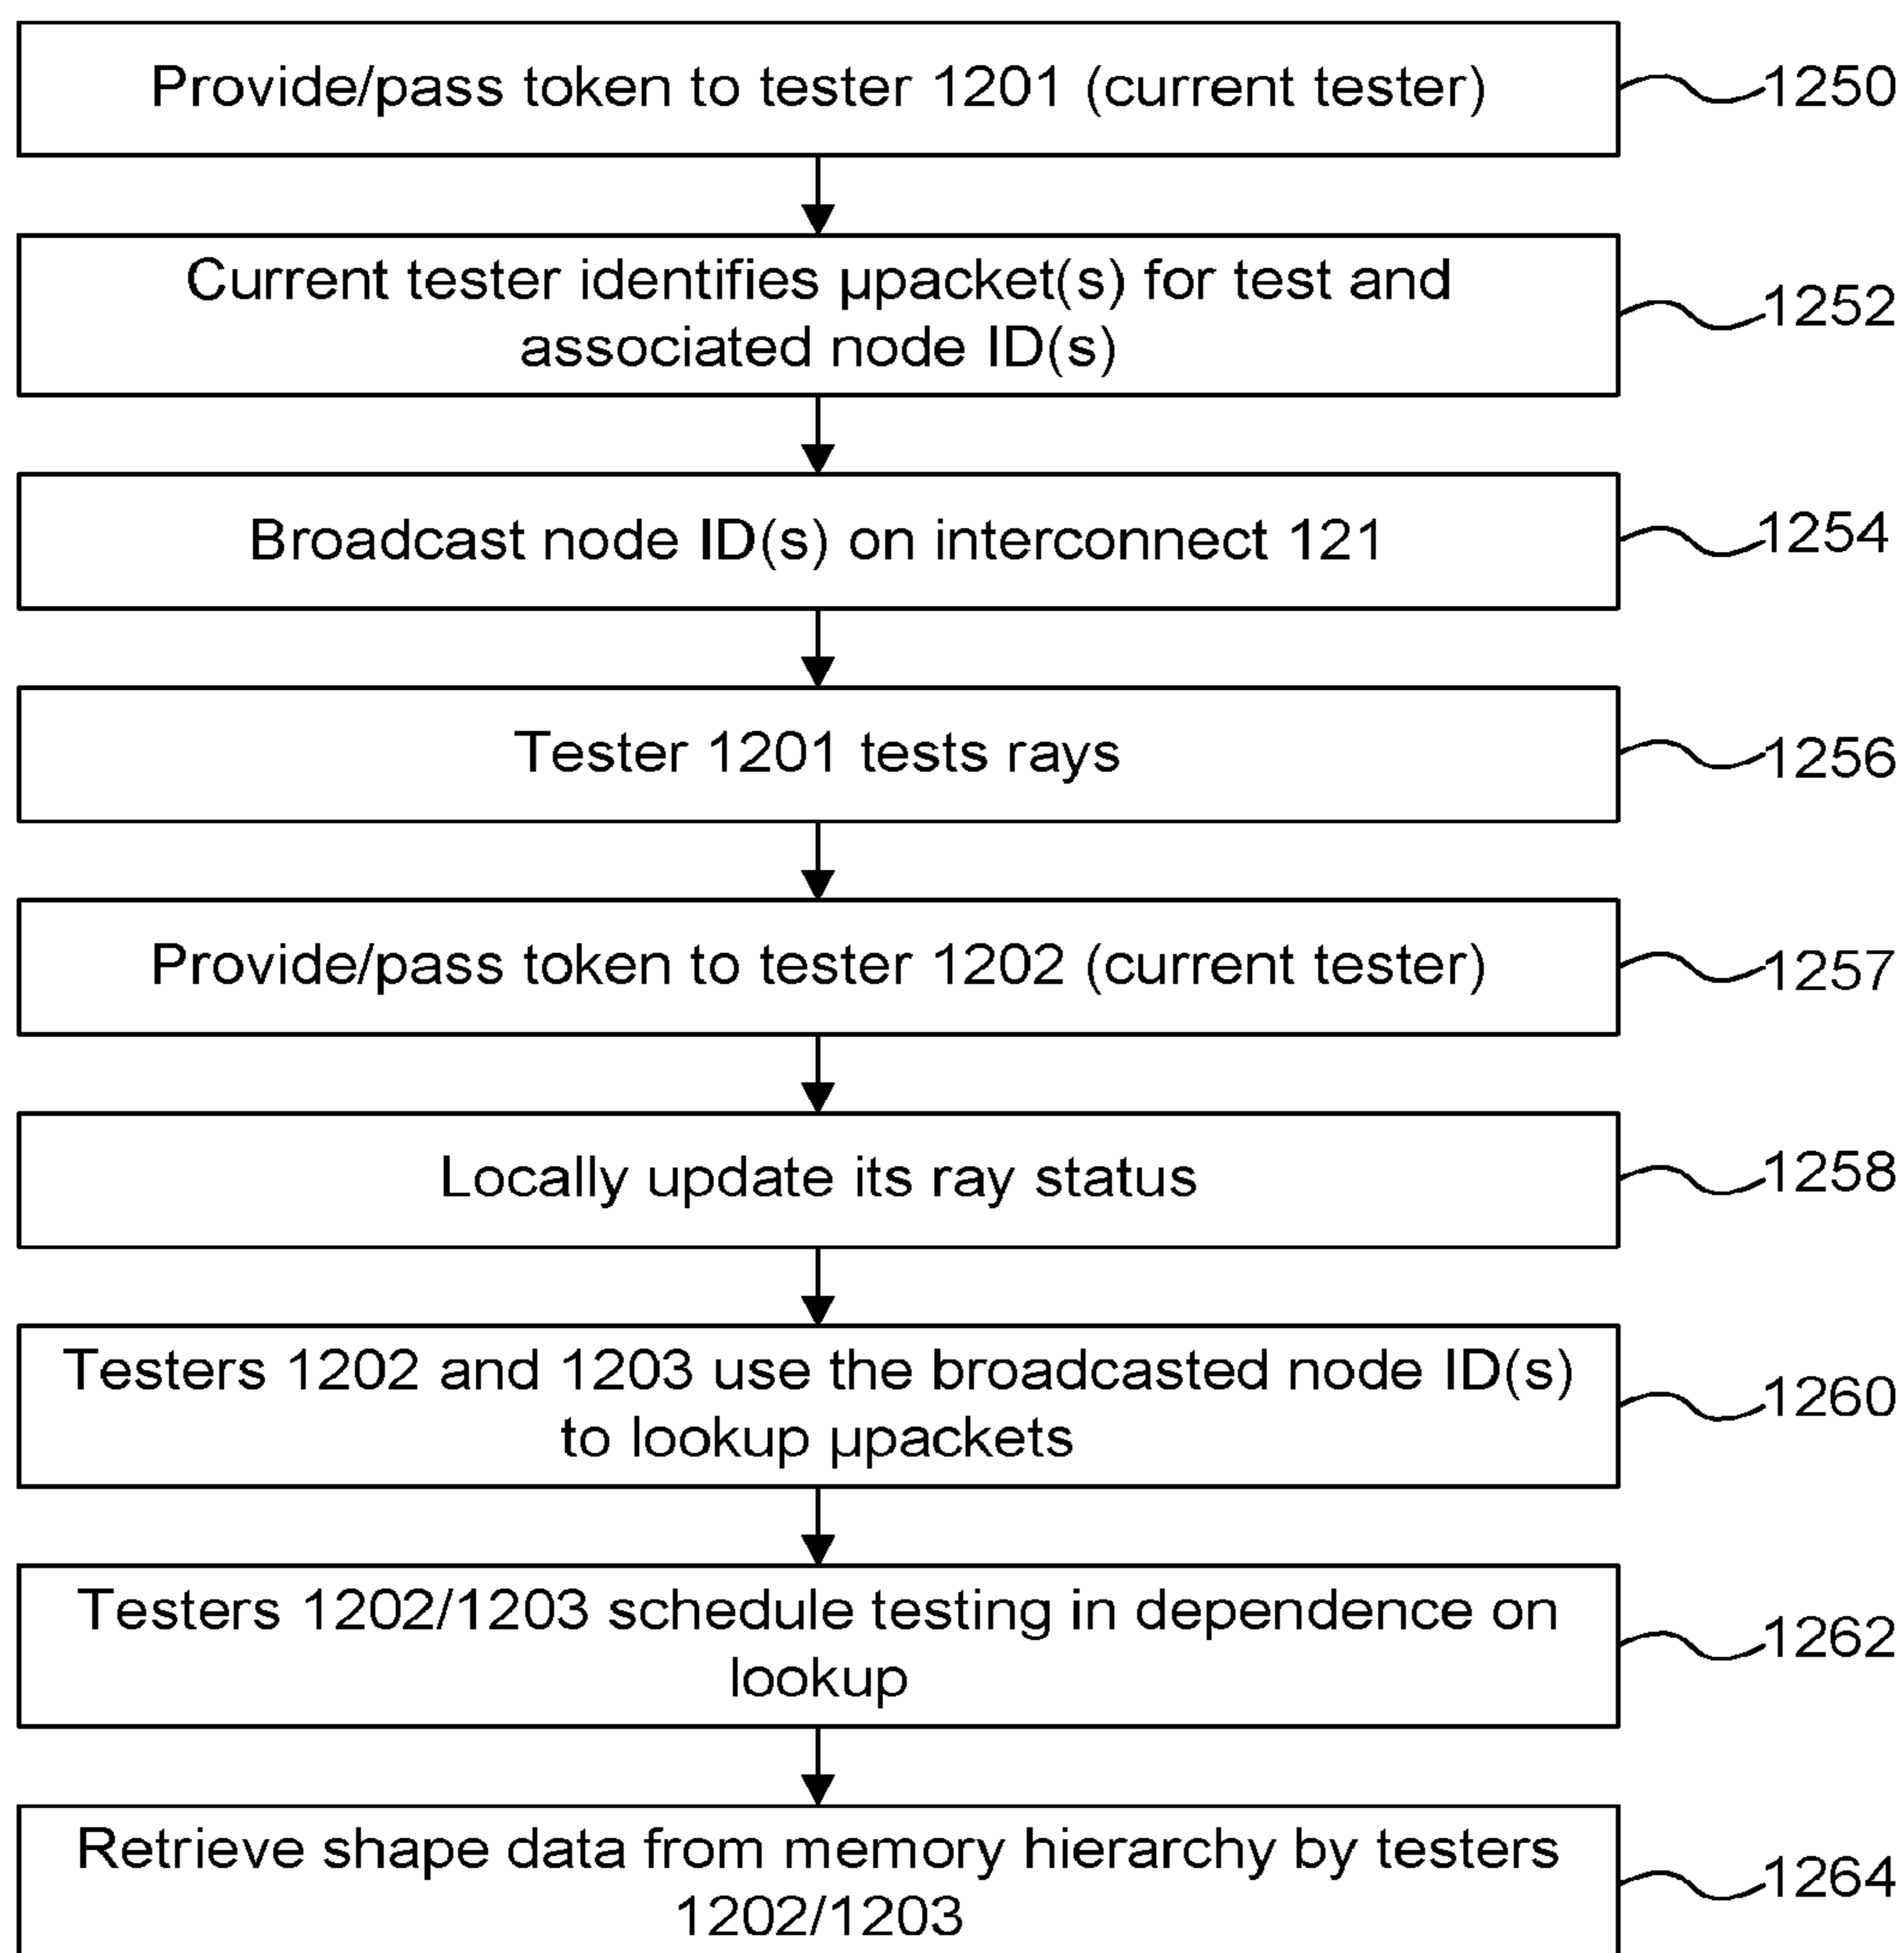 Provide/pass token to tester 1201 (current tester)
1250
Current tester identifies µpacket(s) for test and
associated node ID(s)
1252
Broadcast node ID(s) on interconnect 121
1254
Tester 1201 tests rays
1256
Provide/pass token to tester 1202 (current tester)
1257
Locally update its ray status
1258
Testers 1202 and 1203 use the broadcasted node ID(s)
to lookup µpackets
1260
Testers 1202/1203 schedule testing in dependence on
lookup
1262
Retrieve shape data from memory hierarchy by testers
1202/1203
1264